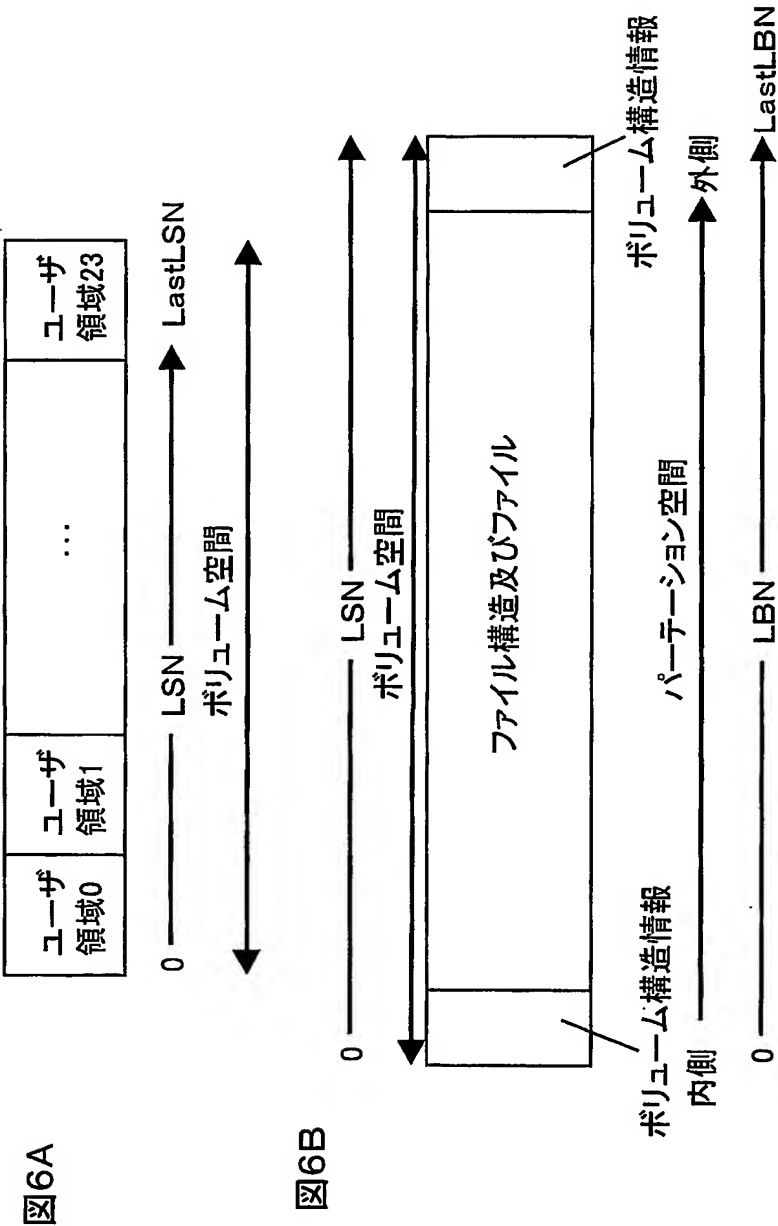 図6A
ユーザ
領域0
ユーザ
領域1
…
ユーザ
領域23
0 LSN LastLSN
ボリューム空間
図6B
0 LSN
ボリューム空間
ファイル構造及びファイル
ボリューム構造情報
ボリューム構造情報
内側
外側
パーテーション空間
0 LBN LastLBN